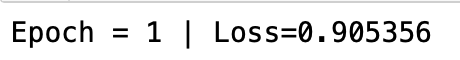 Epoch = 1 | Loss=0.905356